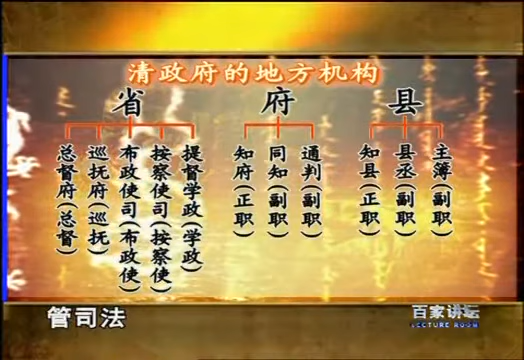 清政府的地方机构
省 府 县
总督府(总督)
巡抚府(巡抚)
布政使司(布政使)
按察使司(按察使)
提督学政(学政)
知府(正职)
同知(副职)
通判(副职)
知县(正职)
县丞(副职)
主簿(副职)
管司法
百家讲坛
LECTURE ROOM